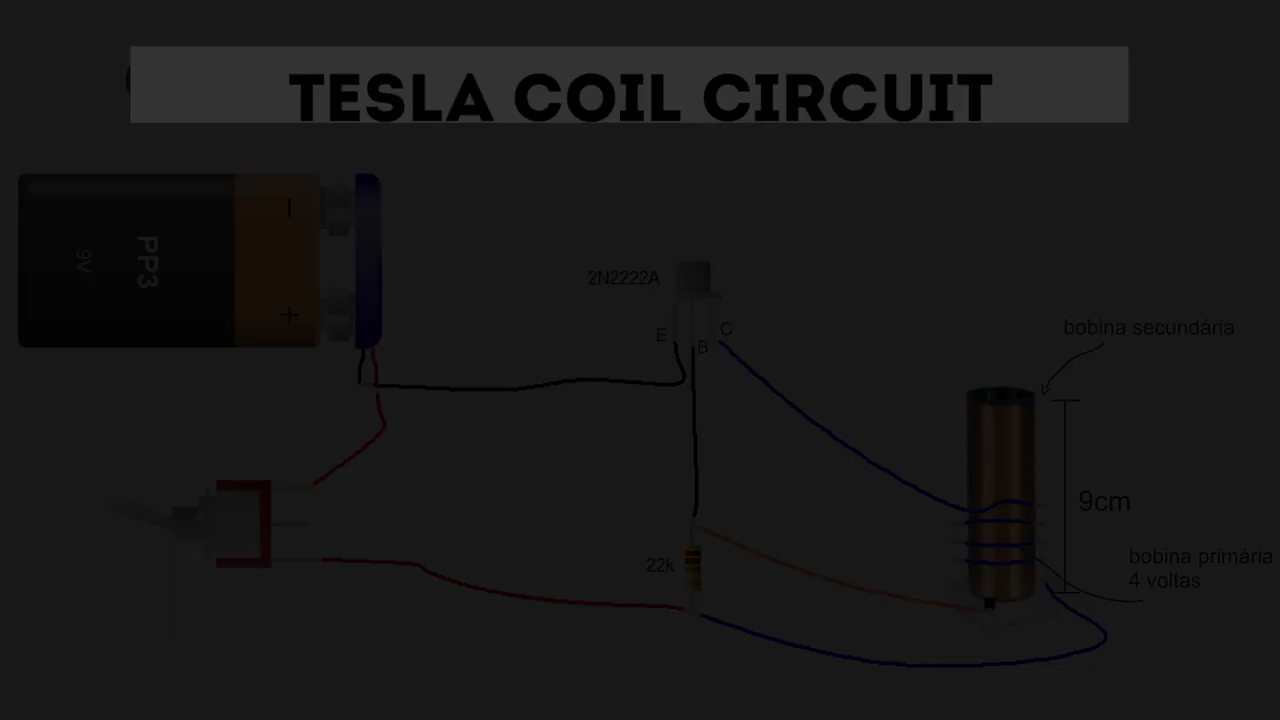 TESLA COIL CIRCUIT
−
PP3
9V
+
2N2222A
E
B
C
bobina secundária
9cm
22k
bobina primária
4 voltas